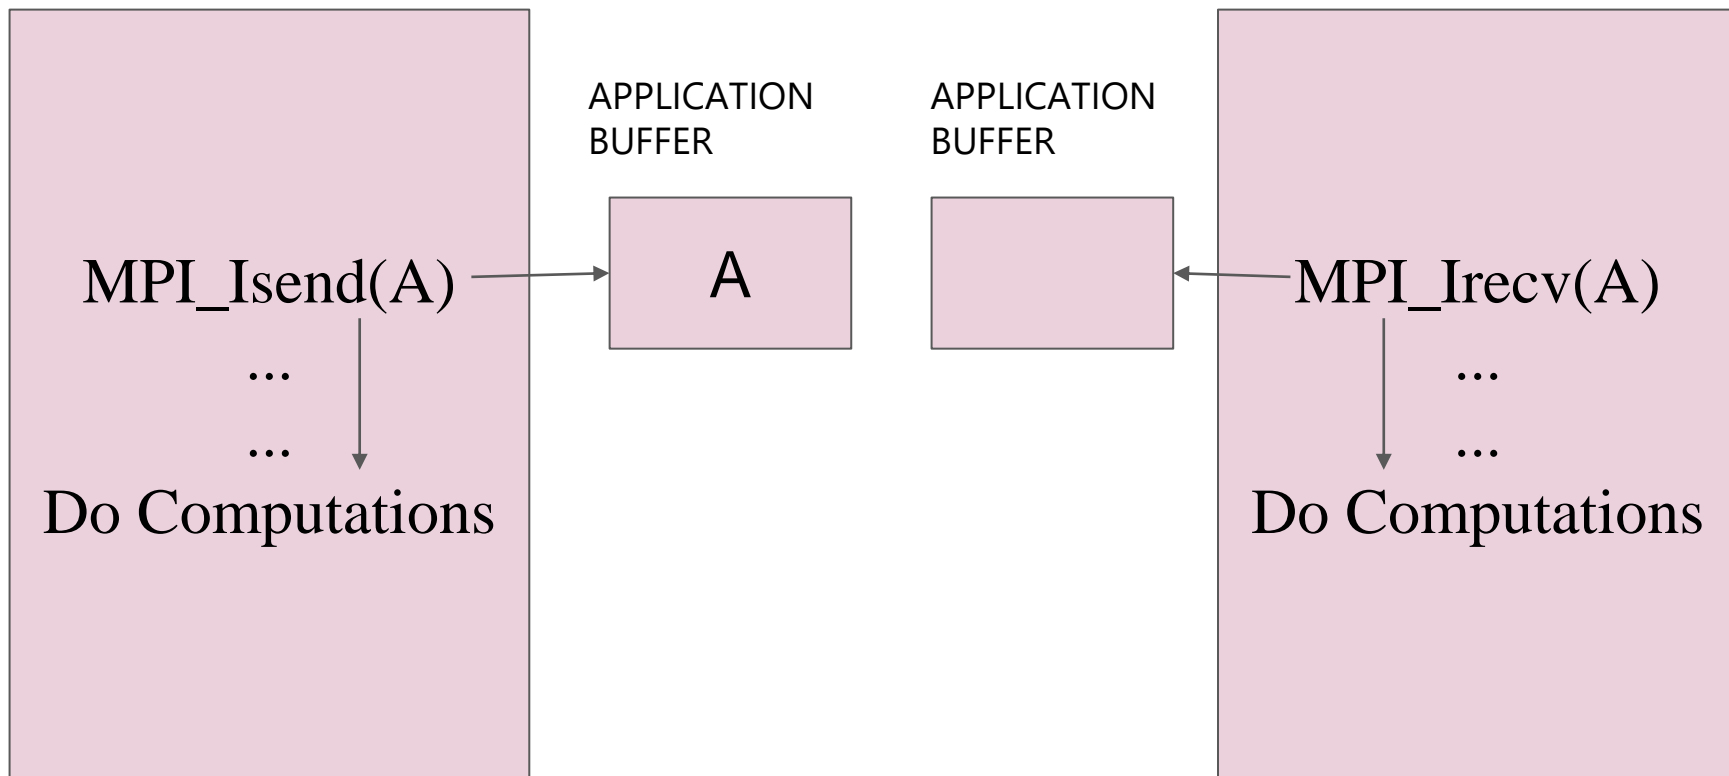 APPLICATION
BUFFER
APPLICATION
BUFFER
MPI_Isend(A)
...
...
Do Computations
A
MPI_Irecv(A)
...
...
Do Computations